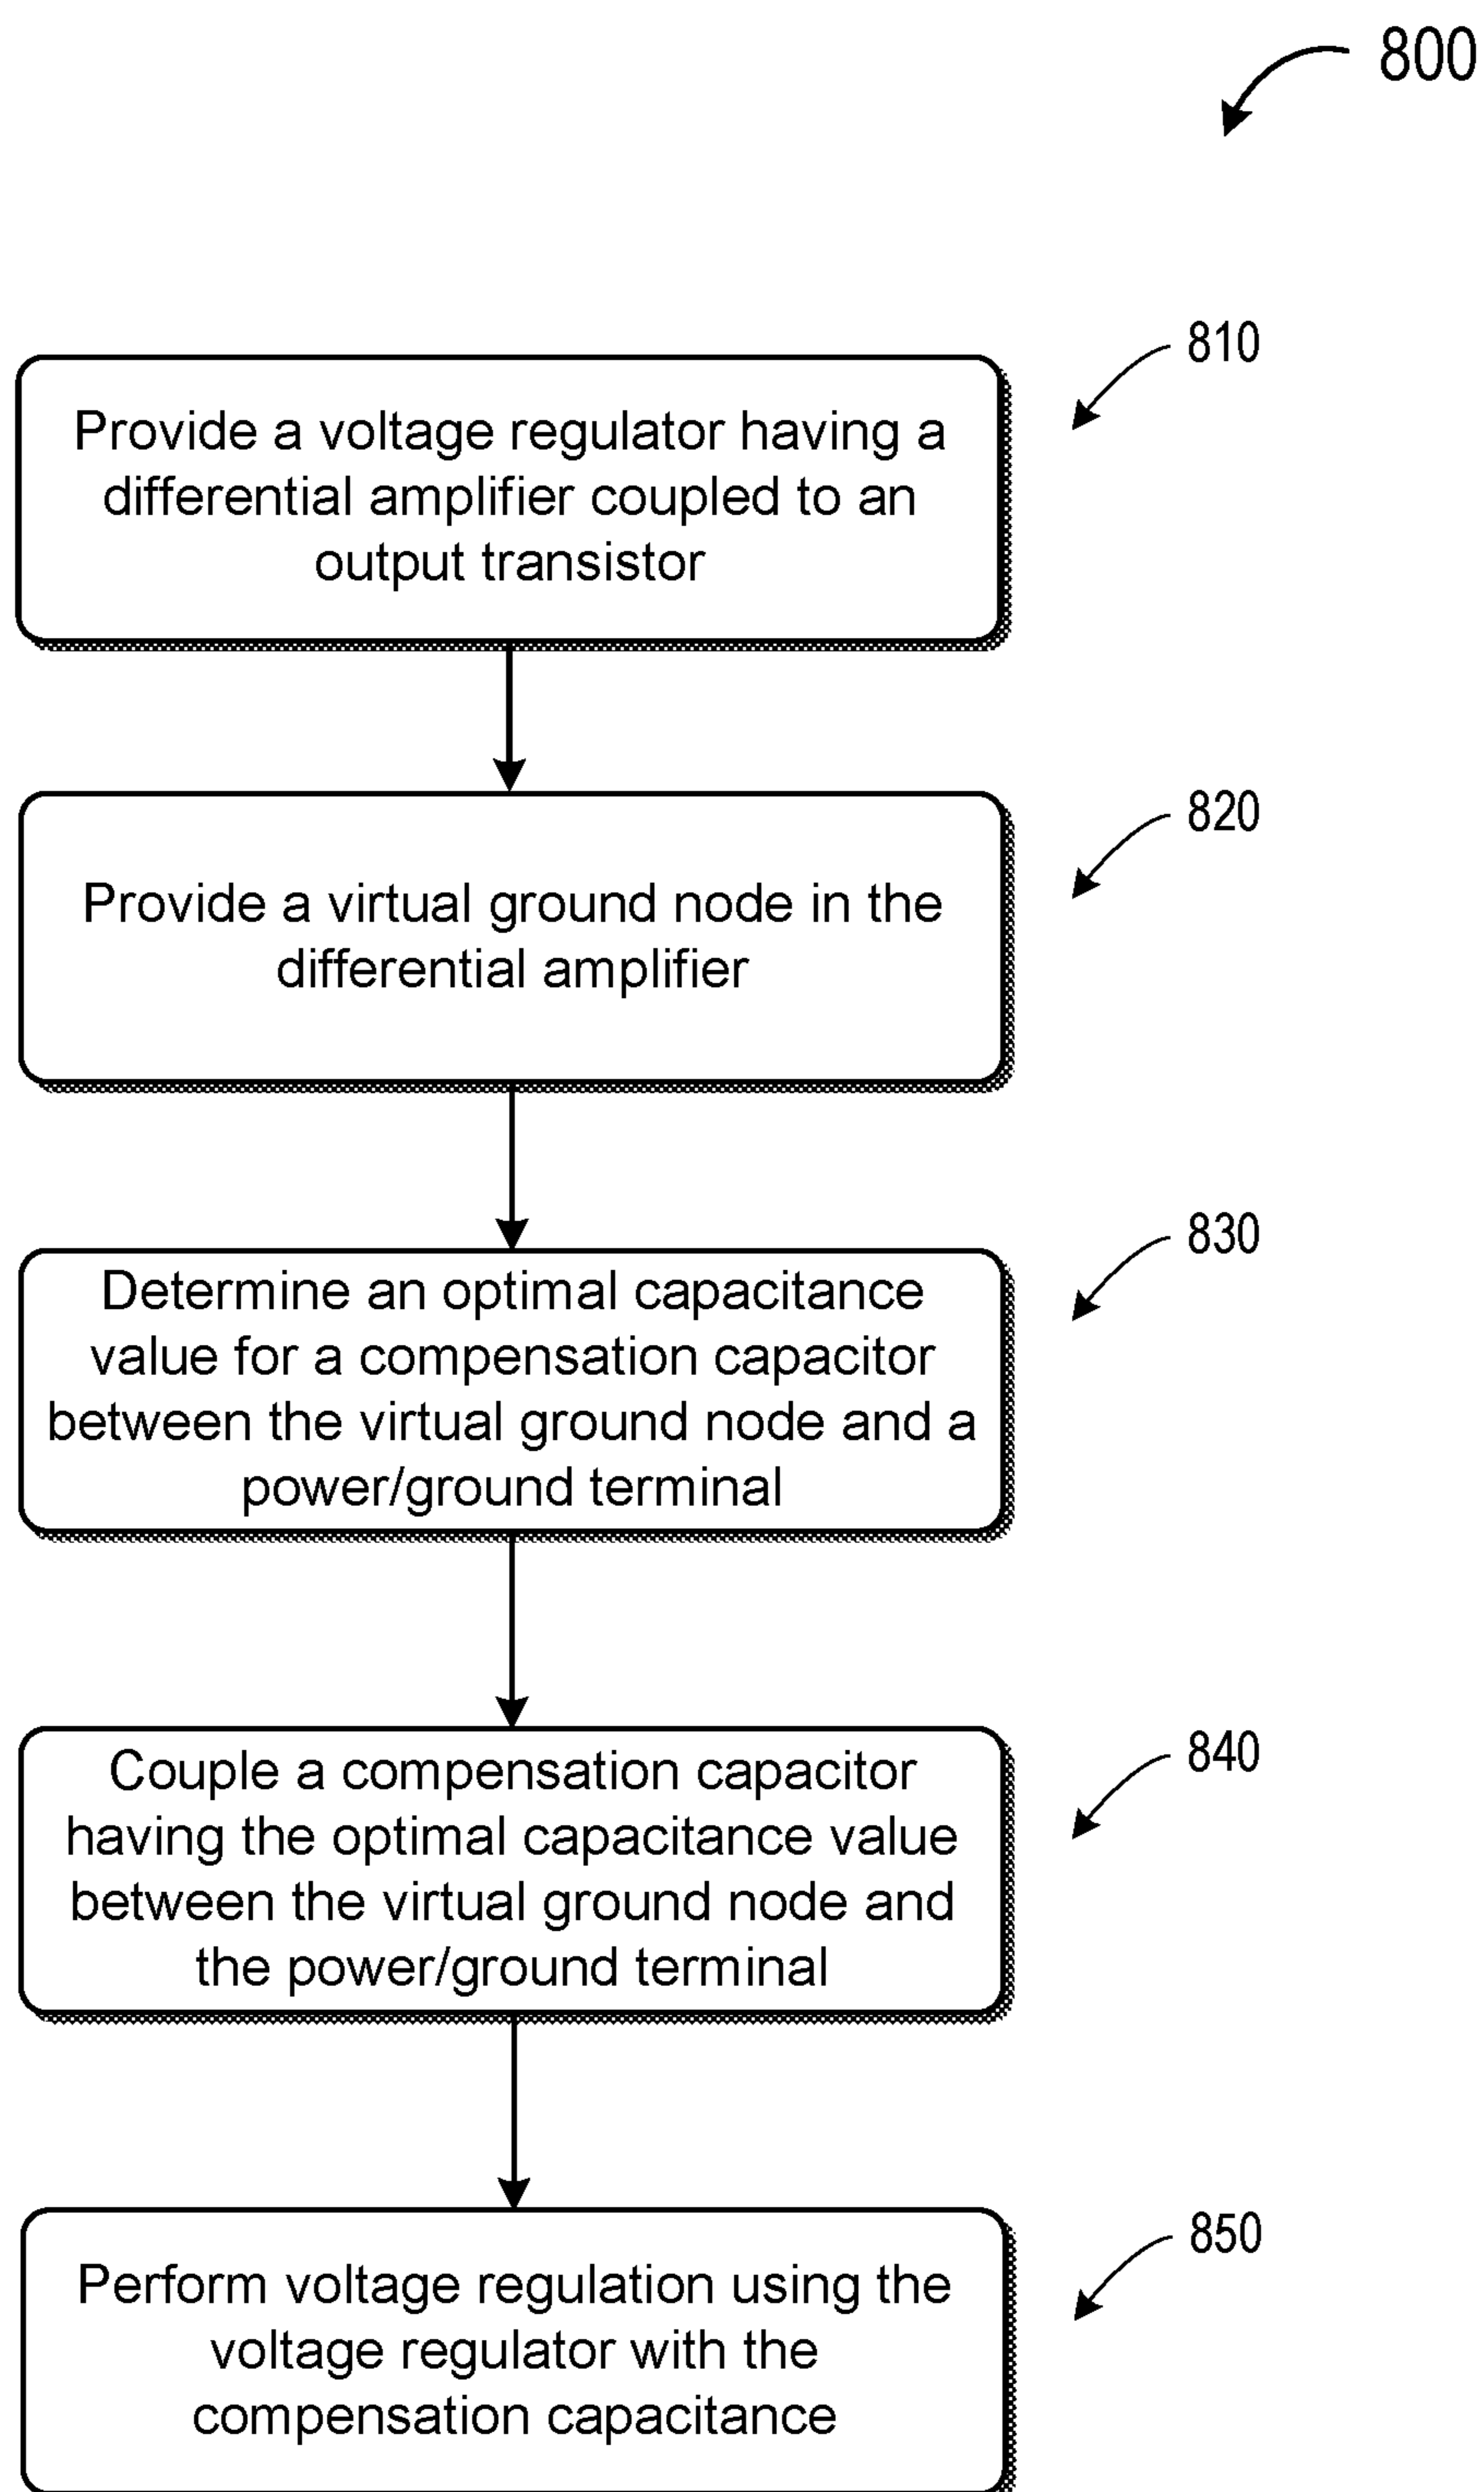 800
810
Provide a voltage regulator having a
differential amplifier coupled to an
output transistor
820
Provide a virtual ground node in the
differential amplifier
830
Determine an optimal capacitance
value for a compensation capacitor
between the virtual ground node and a
power/ground terminal
840
Couple a compensation capacitor
having the optimal capacitance value
between the virtual ground node and
the power/ground terminal
850
Perform voltage regulation using the
voltage regulator with the
compensation capacitance